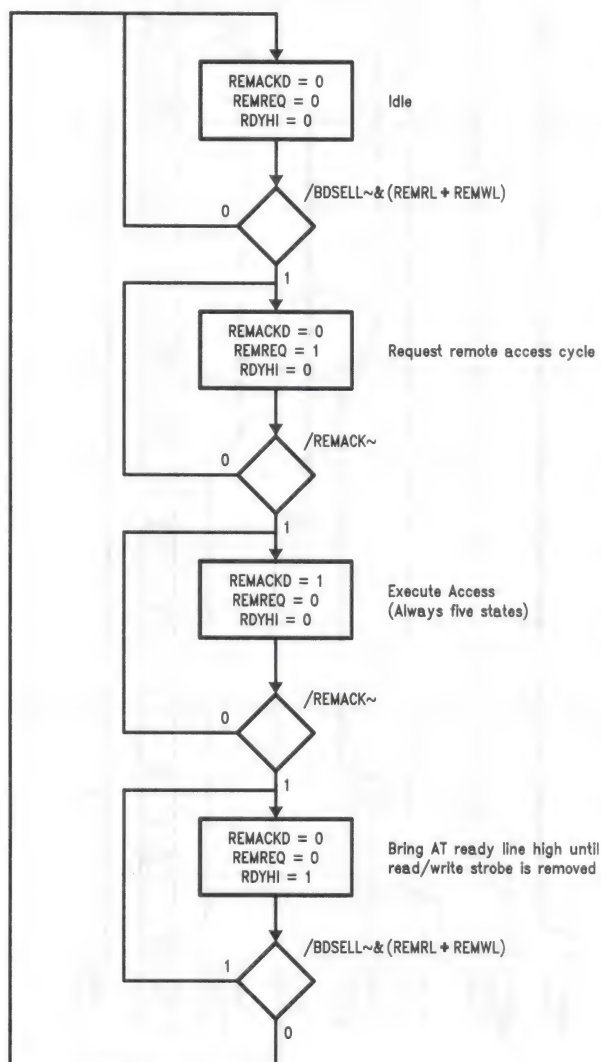 REMACKD = 0
REMREQ = 0
RDYHI = 0
Idle
/BDSELL~&(REMRL + REMWL)
0
1
REMACKD = 0
REMREQ = 1
RDYHI = 0
Request remote access cycle
/REMACK~
0
1
REMACKD = 1
REMREQ = 0
RDYHI = 0
Execute Access
(Always five states)
/REMACK~
0
1
REMACKD = 0
REMREQ = 0
RDYHI = 1
Bring AT ready line high until
read/write strobe is removed
/BDSELL~&(REMRL + REMWL)
1
0